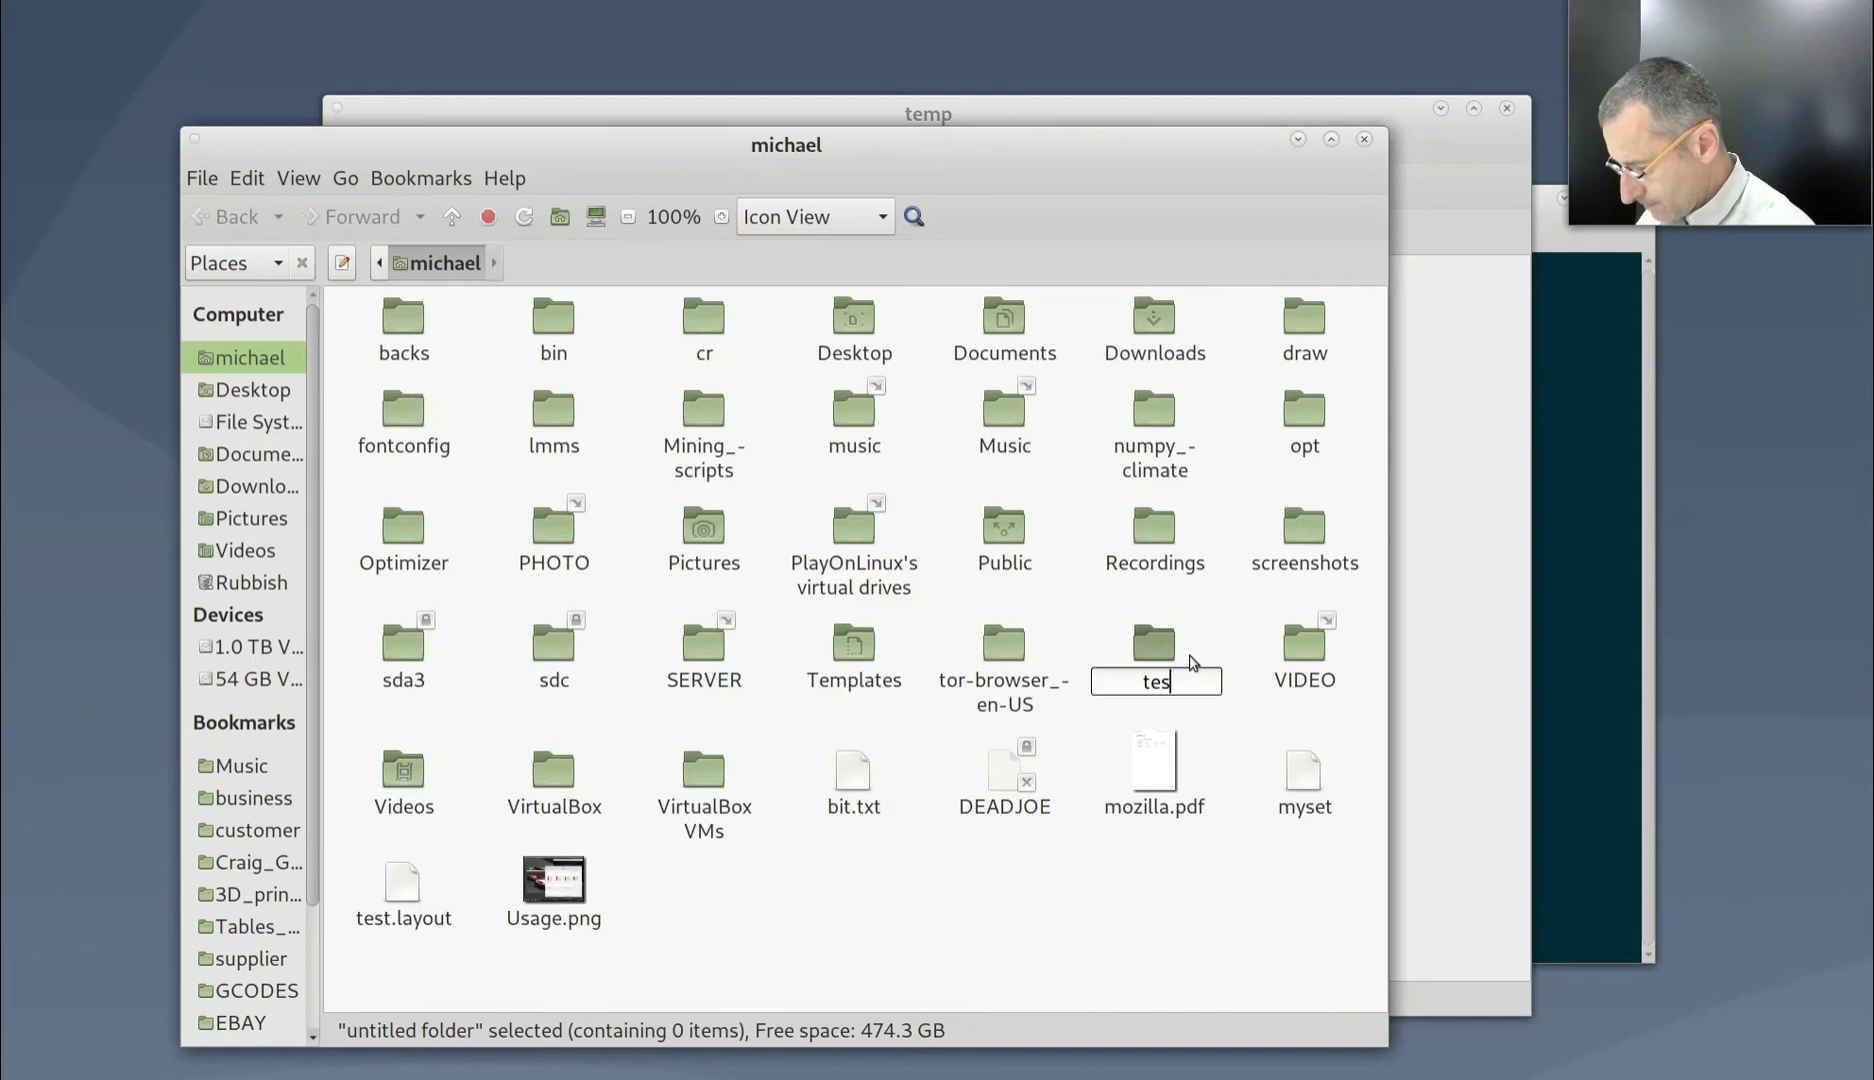 temp
michael
File Edit View Go Bookmarks Help
Back Forward 100% Icon View
Places michael
Computer
michael
Desktop
File Syst...
Docume...
Downlo...
Pictures
Videos
Rubbish
Devices
1.0 TB V...
54 GB V...
Bookmarks
Music
business
customer
Craig_G...
3D_prin...
Tables_...
supplier
GCODES
EBAY
backs bin cr Desktop Documents Downloads draw
fontconfig lmms Mining_- music Music numpy_- opt
scripts climate
Optimizer PHOTO Pictures PlayOnLinux's Public Recordings screenshots
virtual drives
sda3 sdc SERVER Templates tor-browser_- tes VIDEO
en-US
Videos VirtualBox VirtualBox bit.txt DEADJOE mozilla.pdf myset
VMs
test.layout Usage.png
"untitled folder" selected (containing 0 items), Free space: 474.3 GB